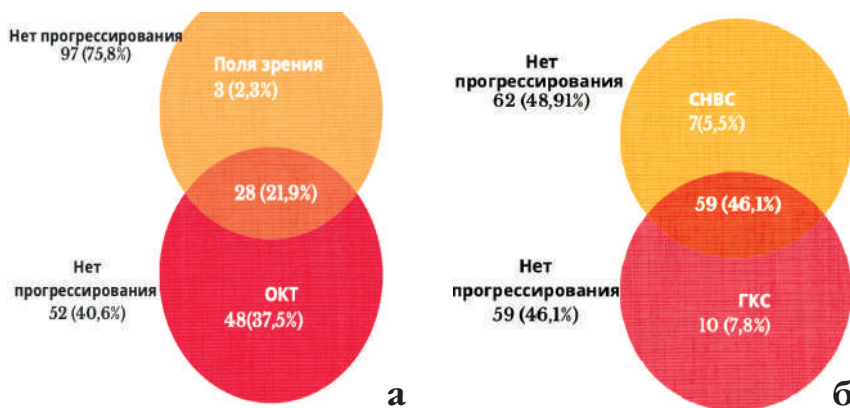 Нет прогрессирования
97 (75,8%)
Поля зрения
3 (2,3%)
28 (21,9%)
Нет
прогрессирования
52 (40,6%)
ОКТ
48(37,5%)
а
Нет
прогрессирования
62 (48,91%)
СНВС
7(5,5%)
59 (46,1%)
Нет
прогрессирования
59 (46,1%)
ГКС
10 (7,8%)
б